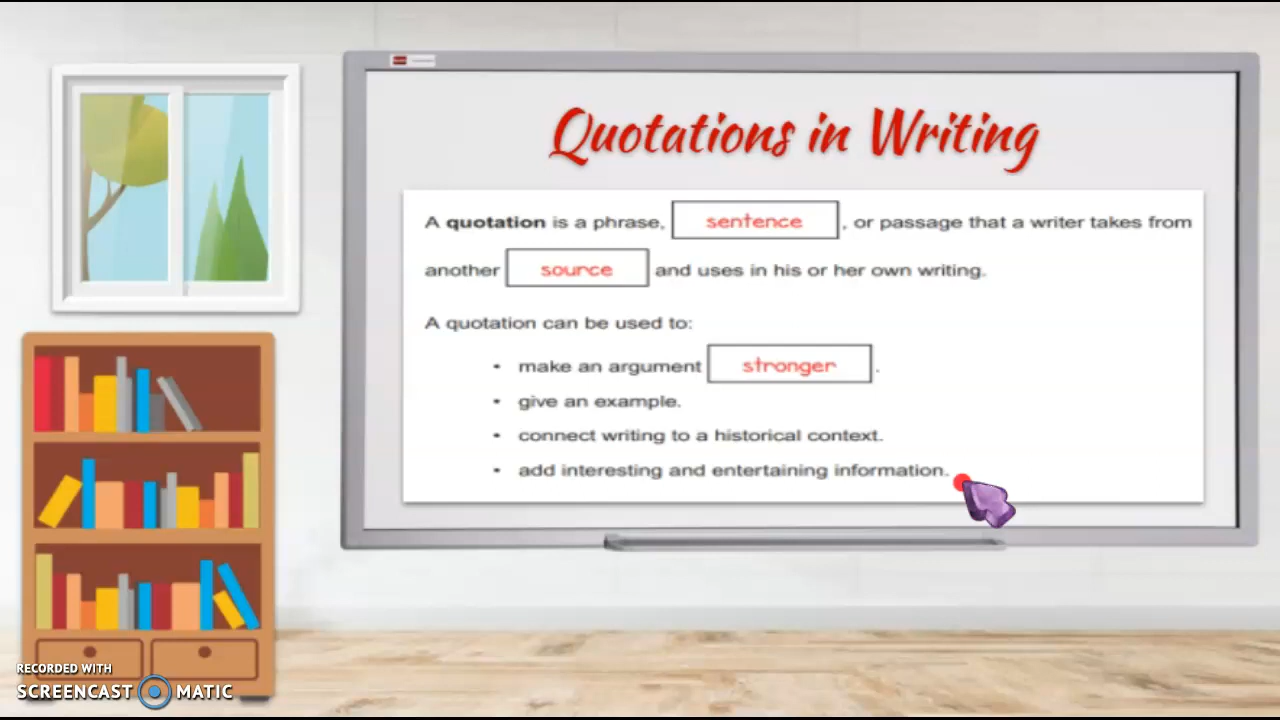 Quotations in Writing
A quotation is a phrase, sentence, or passage that a writer takes from
another source and uses in his or her own writing.
A quotation can be used to:
• make an argument stronger.
• give an example.
• connect writing to a historical context.
• add interesting and entertaining information.
RECORDED WITH
SCREENCAST MATIC